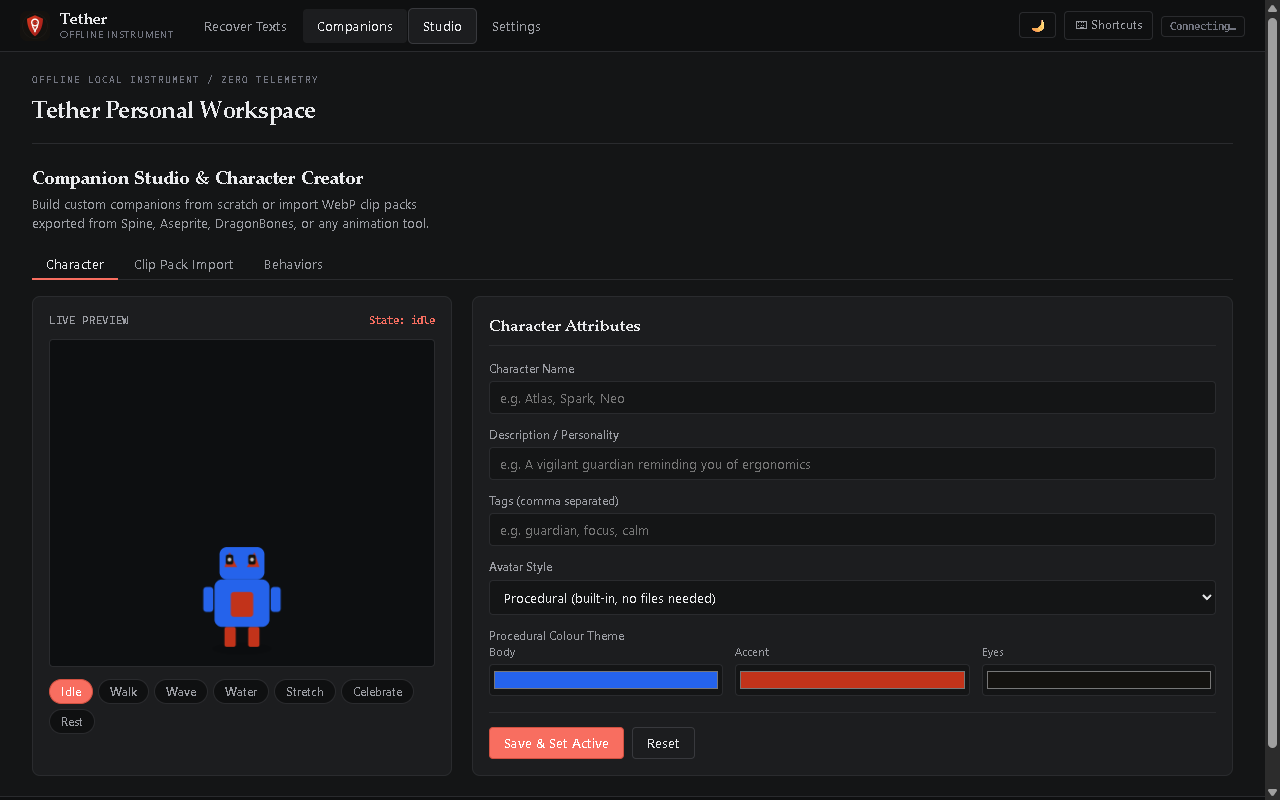 Tether
OFFLINE INSTRUMENT
Recover Texts
Companions
Studio
Settings
Shortcuts
Connecting…
OFFLINE LOCAL INSTRUMENT / ZERO TELEMETRY
Tether Personal Workspace
Companion Studio & Character Creator
Build custom companions from scratch or import WebP clip packs
exported from Spine, Aseprite, DragonBones, or any animation tool.
Character
Clip Pack Import
Behaviors
LIVE PREVIEW
State: idle
Idle
Walk
Wave
Water
Stretch
Celebrate
Rest
Character Attributes
Character Name
e.g. Atlas, Spark, Neo
Description / Personality
e.g. A vigilant guardian reminding you of ergonomics
Tags (comma separated)
e.g. guardian, focus, calm
Avatar Style
Procedural (built-in, no files needed)
Procedural Colour Theme
Body
Accent
Eyes
Save & Set Active
Reset